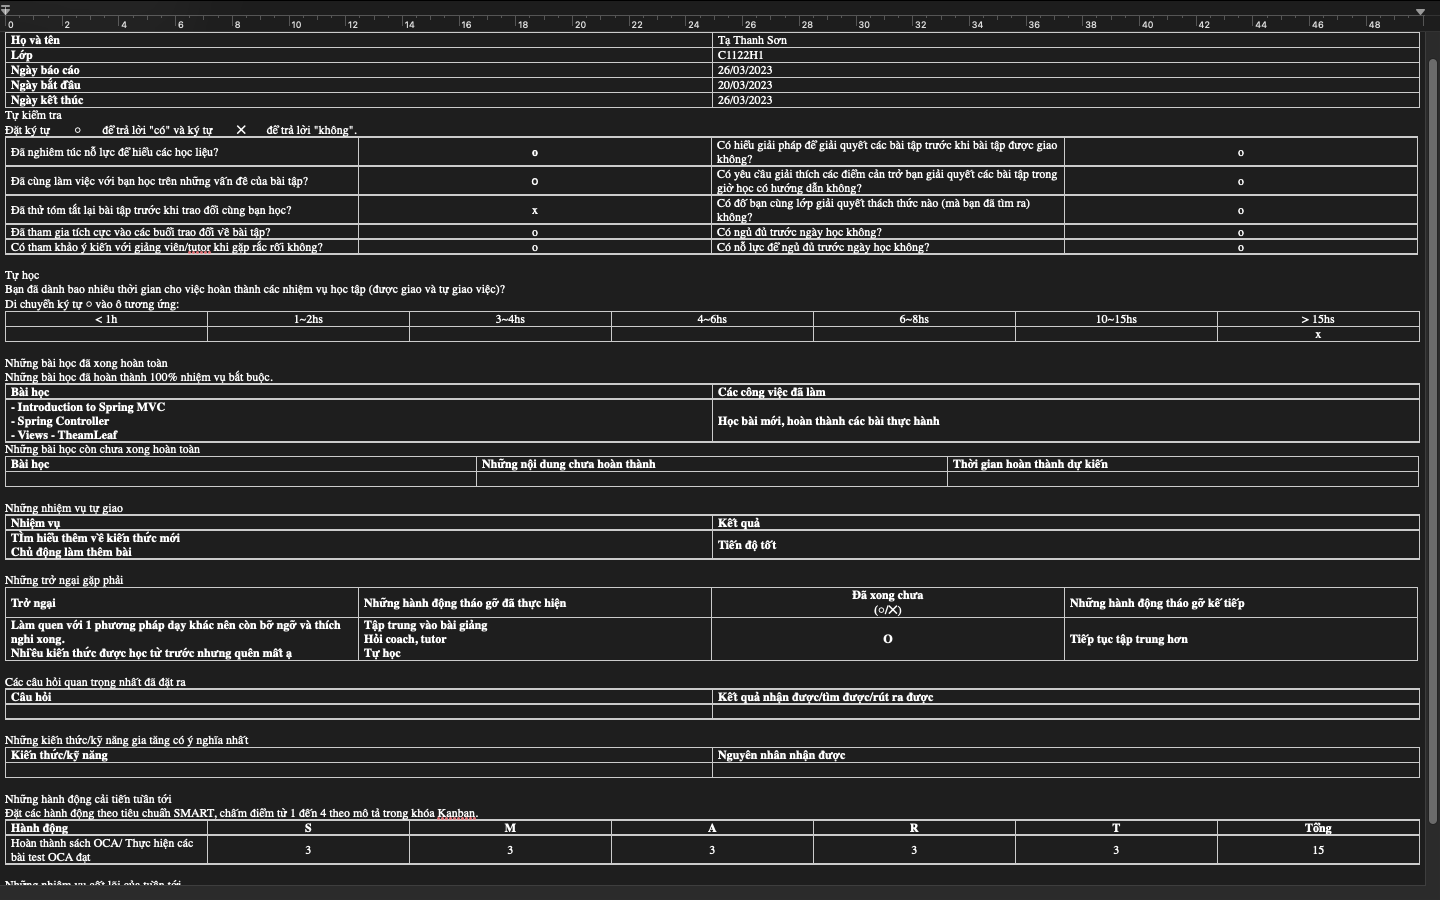 0 2 4 6 8 10 12 14 16 18 20 22 24 26 28 30 32 34 36 38 40 42 44 46 48
Họ và tên Tạ Thanh Sơn
Lớp C1122H1
Ngày báo cáo 26/03/2023
Ngày bắt đầu 20/03/2023
Ngày kết thúc 26/03/2023
Tự kiểm tra
Đặt ký tự ○ để trả lời "có" và ký tự ✕ để trả lời "không".
Đã nghiêm túc nỗ lực để hiểu các học liệu? o
Có hiểu giải pháp để giải quyết các bài tập trước khi bài tập được giao
không? o
Đã cùng làm việc với bạn học trên những vấn đề của bài tập? o
Có yêu cầu giải thích các điểm cản trở bạn giải quyết các bài tập trong
giờ học có hướng dẫn không? o
Đã thử tóm tắt lại bài tập trước khi trao đổi cùng bạn học? x
Có đố bạn cùng lớp giải quyết thách thức nào (mà bạn đã tìm ra)
không? o
Đã tham gia tích cực vào các buổi trao đổi về bài tập? o Có ngủ đủ trước ngày học không? o
Có tham khảo ý kiến với giảng viên/tutor khi gặp rắc rối không? o Có nỗ lực để ngủ đủ trước ngày học không? o
Tự học
Bạn đã dành bao nhiêu thời gian cho việc hoàn thành các nhiệm vụ học tập (được giao và tự giao việc)?
Di chuyển ký tự ○ vào ô tương ứng:
< 1h 1~2hs 3~4hs 4~6hs 6~8hs 10~15hs > 15hs
x
Những bài học đã xong hoàn toàn
Những bài học đã hoàn thành 100% nhiệm vụ bắt buộc.
Bài học Các công việc đã làm
- Introduction to Spring MVC
- Spring Controller
- Views - TheamLeaf
Học bài mới, hoàn thành các bài thực hành
Những bài học còn chưa xong hoàn toàn
Bài học Những nội dung chưa hoàn thành Thời gian hoàn thành dự kiến
Những nhiệm vụ tự giao
Nhiệm vụ Kết quả
TÌm hiểu thêm về kiến thức mới
Chủ động làm thêm bài
Tiến độ tốt
Những trở ngại gặp phải
Trở ngại Những hành động tháo gỡ đã thực hiện Đã xong chưa
(○/✕) Những hành động tháo gỡ kế tiếp
Làm quen với 1 phương pháp dạy khác nên còn bỡ ngỡ và thích
nghi xong.
Nhiều kiến thức được học từ trước nhưng quên mất ạ
Tập trung vào bài giảng
Hỏi coach, tutor
Tự học
O
Tiếp tục tập trung hơn
Các câu hỏi quan trọng nhất đã đặt ra
Câu hỏi Kết quả nhận được/tìm được/rút ra được
Những kiến thức/kỹ năng gia tăng có ý nghĩa nhất
Kiến thức/kỹ năng Nguyên nhân nhận được
Những hành động cải tiến tuần tới
Đặt các hành động theo tiêu chuẩn SMART, chấm điểm từ 1 đến 4 theo mô tả trong khóa Kanban.
Hành động S M A R T Tổng
Hoàn thành sách OCA/ Thực hiện các
bài test OCA đạt
3 3 3 3 3 15
Những nhiệm vụ cốt lõi của tuần tới